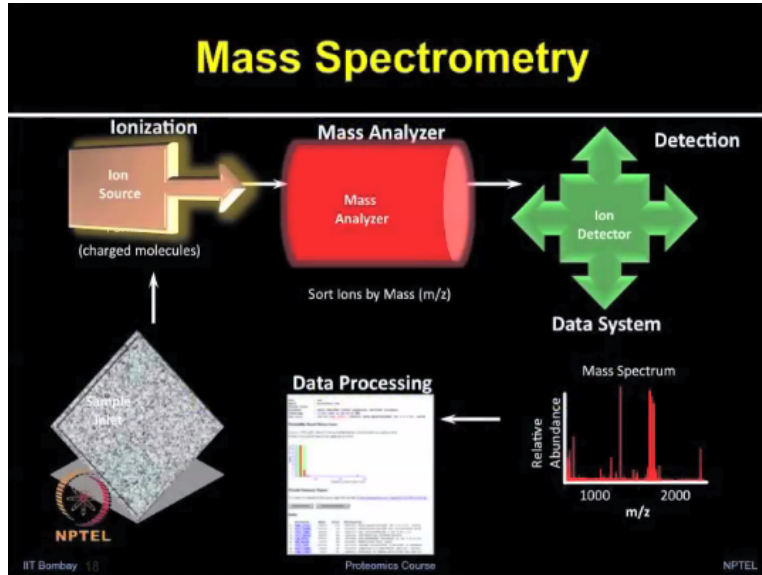 Mass Spectrometry
Ionization
Mass Analyzer
Detection
Ion
Source
Mass
Analyzer
Ion
Detector
(charged molecules)
Sort Ions by Mass (m/z)
Data System
Sample
Inlet
Data Processing
Mass Spectrum
Relative
Abundance
1000
2000
m/z
NPTEL
IIT Bombay
18
Proteomics Course
NPTEL